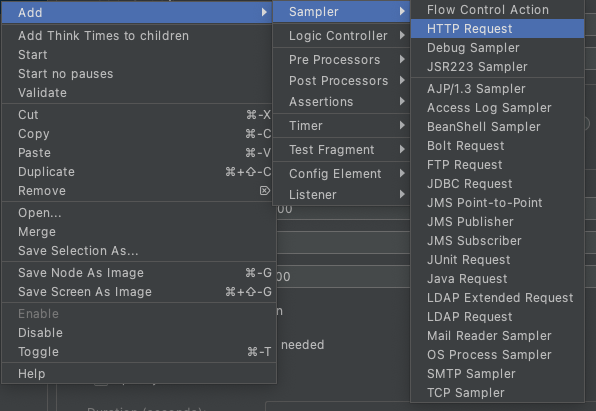 Add
Add Think Times to children
Start
Start no pauses
Validate
Cut ⌘-X
Copy ⌘-C
Paste ⌘-V
Duplicate ⌘+⇧-C
Remove ⌦
Open...
Merge
Save Selection As...
Save Node As Image ⌘-G
Save Screen As Image ⌘+⇧-G
Enable
Disable
Toggle ⌘-T
Help
Sampler
Logic Controller
Pre Processors
Post Processors
Assertions
Timer
Test Fragment
Config Element
Listener
Flow Control Action
HTTP Request
Debug Sampler
JSR223 Sampler
AJP/1.3 Sampler
Access Log Sampler
BeanShell Sampler
Bolt Request
FTP Request
JDBC Request
JMS Point-to-Point
JMS Publisher
JMS Subscriber
JUnit Request
Java Request
LDAP Extended Request
LDAP Request
Mail Reader Sampler
OS Process Sampler
SMTP Sampler
TCP Sampler
00
00
n
needed
Duration (seconds):